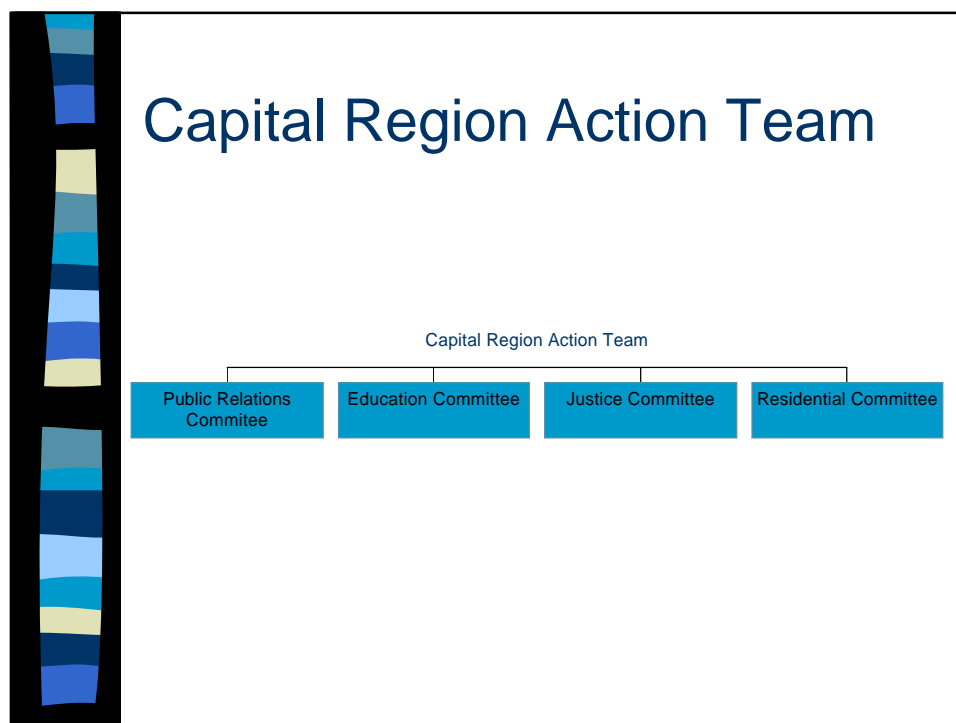 Capital Region Action Team
Capital Region Action Team
Public Relations
Commitee
Education Committee
Justice Committee
Residential Committee